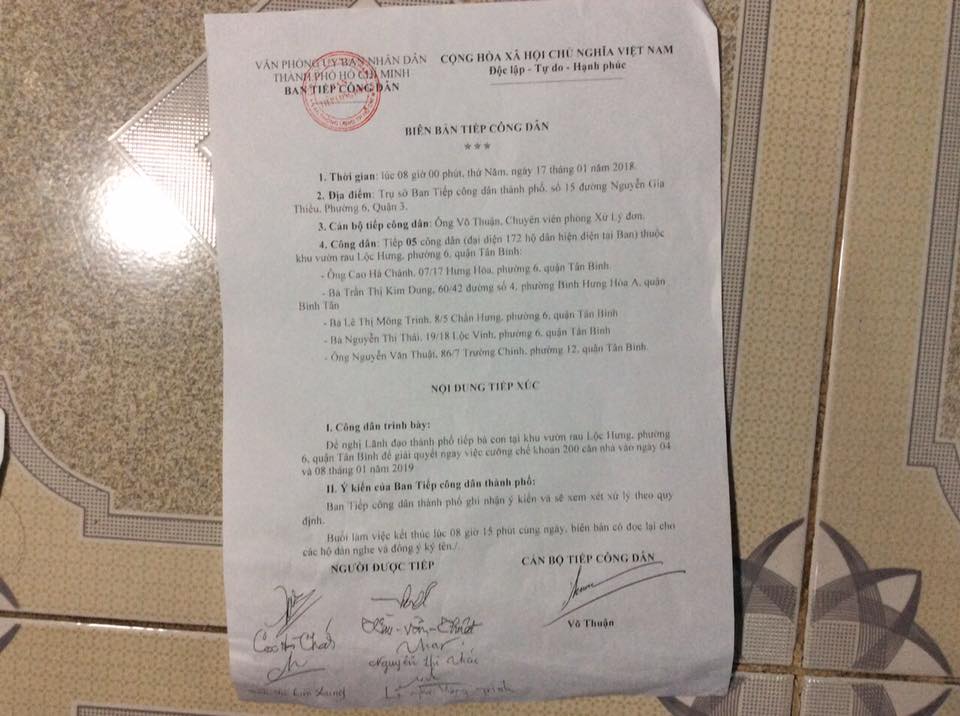 VĂN PHÒNG ỦY BAN NHÂN DÂN
THÀNH PHỐ HỒ CHÍ MINH
BAN TIẾP CÔNG DÂN
CỘNG HÒA XÃ HỘI CHỦ NGHĨA VIỆT NAM
Độc lập - Tự do - Hạnh phúc
BIÊN BẢN TIẾP CÔNG DÂN
***
1. Thời gian: lúc 08 giờ 00 phút, thứ Năm, ngày 17 tháng 01 năm 2018.
2. Địa điểm: Trụ sở Ban Tiếp công dân thành phố, số 15 đường Nguyễn Gia
Thiều, Phường 6, Quận 3.
3. Cán bộ tiếp công dân: Ông Võ Thuận, Chuyên viên phòng Xử Lý đơn.
4. Công dân: Tiếp 05 công dân (đại diện 172 hộ dân hiện diện tại Ban) thuộc
khu vườn rau Lộc Hưng, phường 6, quận Tân Bình:
- Ông Cao Hà Chánh, 07/17 Hưng Hóa, phường 6, quận Tân Bình.
- Bà Trần Thị Kim Dung, 60/42 đường số 4, phường Bình Hưng Hòa A, quận
Bình Tân
- Bà Lê Thị Mộng Trinh, 8/5 Chấn Hưng, phường 6, quận Tân Bình
- Bà Nguyễn Thị Thái, 19/18 Lộc Vinh, phường 6, quận Tân Bình
- Ông Nguyễn Văn Thuật, 86/7 Trường Chinh, phường 12, quận Tân Bình.
NỘI DUNG TIẾP XÚC
I. Công dân trình bày:
Đề nghị Lãnh đạo thành phố tiếp bà con tại khu vườn rau Lộc Hưng, phường
6, quận Tân Bình để giải quyết ngay việc cưỡng chế khoản 200 căn nhà vào ngày 04
và 08 tháng 01 năm 2019
II. Ý kiến của Ban Tiếp công dân thành phố:
Ban Tiếp công dân thành phố ghi nhận ý kiến và sẽ xem xét xử lý theo quy
định.
Buổi làm việc kết thúc lúc 08 giờ 15 phút cùng ngày, biên bản có đọc lại cho
các hộ dân nghe và đồng ý ký tên./.
NGƯỜI ĐƯỢC TIẾP
CÁN BỘ TIẾP CÔNG DÂN
Võ Thuận
Cao Hà Chánh
Nguyễn Thị Thái